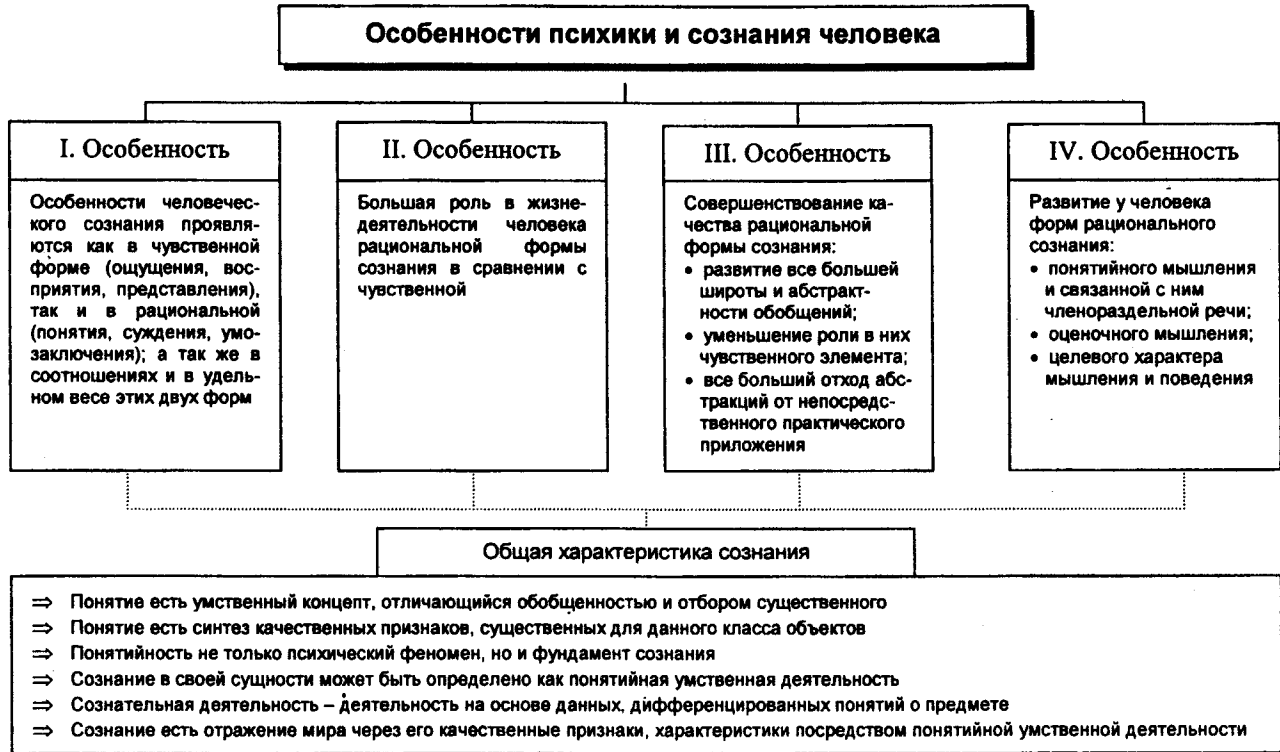 Особенности психики и сознания человека
I. Особенность
Особенности человечес-
кого сознания проявля-
ются как в чувственной
форме (ощущения, вос-
приятия, представления),
так и в рациональной
(понятия, суждения, умо-
заключения); а так же в
соотношениях и в удель-
ном весе этих двух форм
II. Особенность
Большая роль в жизне-
деятельности человека
рациональной формы
сознания в сравнении с
чувственной
III. Особенность
Совершенствование ка-
чества рациональной
формы сознания:
• развитие все большей
широты и абстракт-
ности обобщений;
• уменьшение роли в них
чувственного элемента;
• все больший отход абс-
тракций от непосредс-
твенного практического
приложения
IV. Особенность
Развитие у человека
форм рационального
сознания:
• понятийного мышления
и связанной с ним
членораздельной речи;
• оценочного мышления;
• целевого характера
мышления и поведения
Общая характеристика сознания
⇒ Понятие есть умственный концепт, отличающийся обобщенностью и отбором существенного
⇒ Понятие есть синтез качественных признаков, существенных для данного класса объектов
⇒ Понятийность не только психический феномен, но и фундамент сознания
⇒ Сознание в своей сущности может быть определено как понятийная умственная деятельность
⇒ Сознательная деятельность – деятельность на основе данных, дифференцированных понятий о предмете
⇒ Сознание есть отражение мира через его качественные признаки, характеристики посредством понятийной умственной деятельности